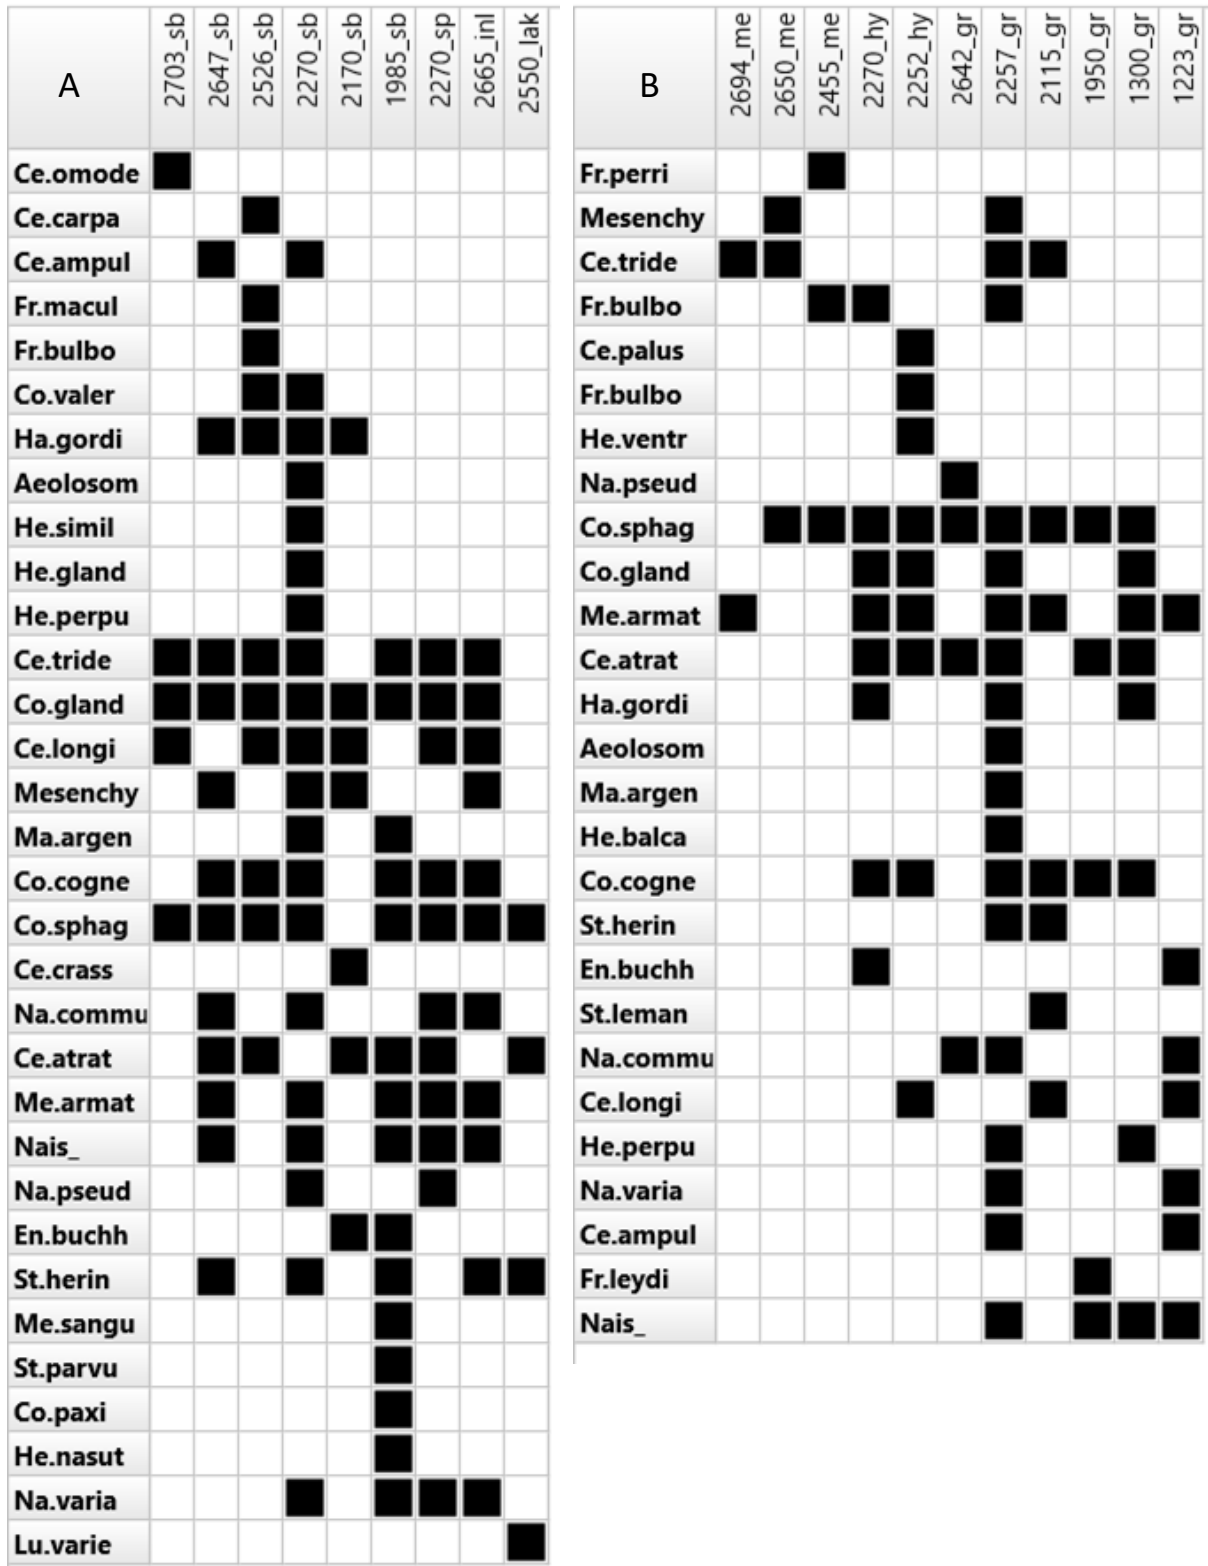 A
2703_sb
2647_sb
2526_sb
2270_sb
2170_sb
1985_sb
2270_sp
2665_inl
2550_lak
Ce.omode
Ce.carpa
Ce.ampul
Fr.macul
Fr.bulbo
Co.valer
Ha.gordi
Aeolosom
He.simil
He.gland
He.perpu
Ce.tride
Co.gland
Ce.longi
Mesenchy
Ma.argen
Co.cogne
Co.sphag
Ce.crass
Na.commu
Ce.atrat
Me.armat
Nais_
Na.pseud
En.buchh
St.herin
Me.sangu
St.parvu
Co.paxi
He.nasut
Na.varia
Lu.varie
B
2694_me
2650_me
2455_me
2270_hy
2252_hy
2642_gr
2257_gr
2115_gr
1950_gr
1300_gr
1223_gr
Fr.perri
Mesenchy
Ce.tride
Fr.bulbo
Ce.palus
Fr.bulbo
He.ventr
Na.pseud
Co.sphag
Co.gland
Me.armat
Ce.atrat
Ha.gordi
Aeolosom
Ma.argen
He.balca
Co.cogne
St.herin
En.buchh
St.leman
Na.commu
Ce.longi
He.perpu
Na.varia
Ce.ampul
Fr.leydi
Nais_